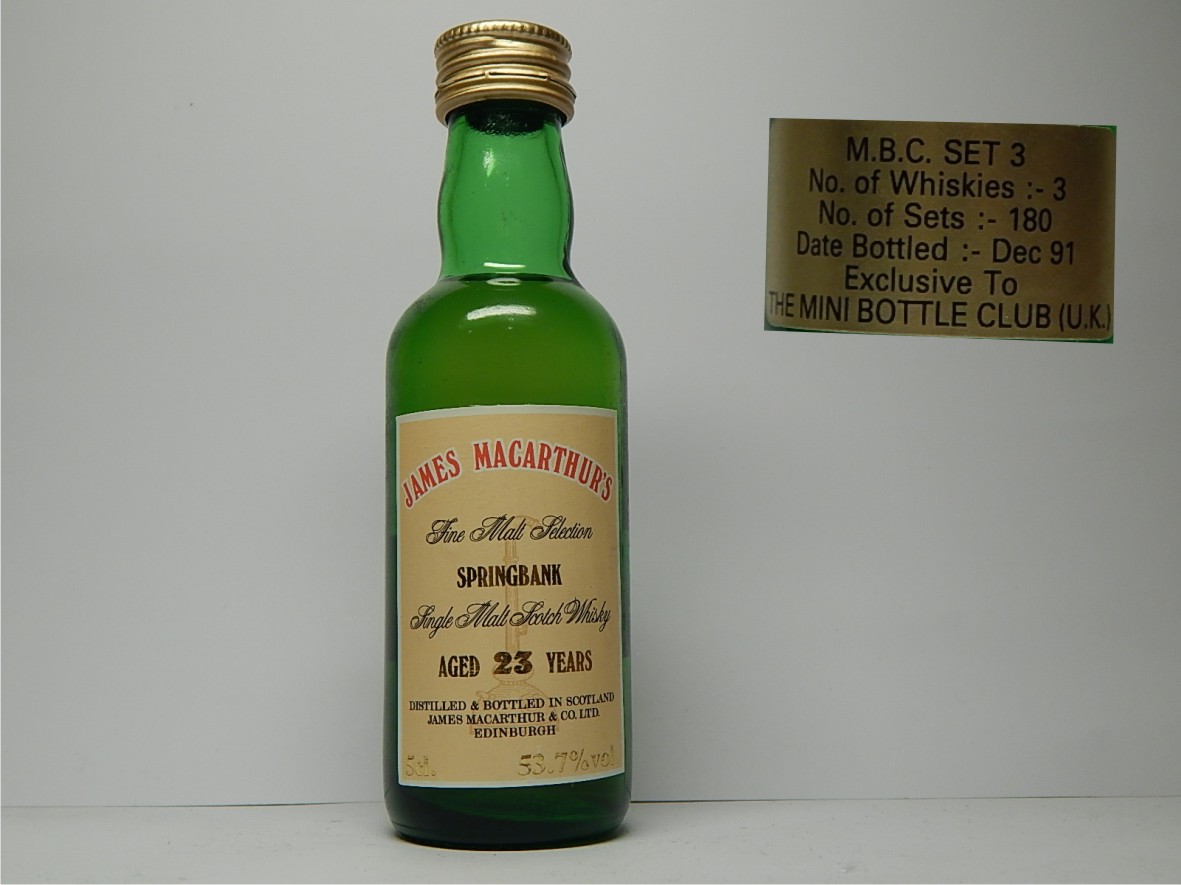 JAMES MACARTHUR'S
Fine Malt Selection
SPRINGBANK
Single Malt Scotch Whisky
AGED 23 YEARS
DISTILLED & BOTTLED IN SCOTLAND
JAMES MACARTHUR & CO. LTD.
EDINBURGH
5cl. 53.7%vol
M.B.C. SET 3
No. of Whiskies :- 3
No. of Sets :- 180
Date Bottled :- Dec 91
Exclusive To
THE MINI BOTTLE CLUB (U.K.)